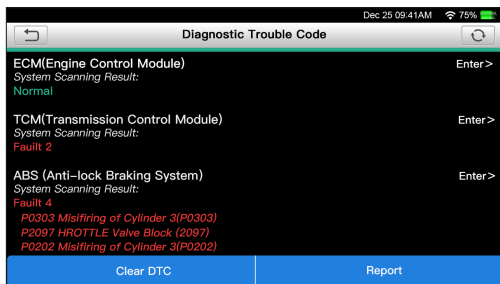 Dec 25 09:41AM 75%
Diagnostic Trouble Code
ECM(Engine Control Module) Enter>
System Scanning Result:
Normal
TCM(Transmission Control Module) Enter>
System Scanning Result:
Fauilt 2
ABS (Anti-lock Braking System) Enter>
System Scanning Result:
Fauilt 4
P0303 Misifiring of Cylinder 3(P0303)
P2097 HROTTLE Valve Block (2097)
P0202 Misifiring of Cylinder 3(P0202)
Clear DTC Report